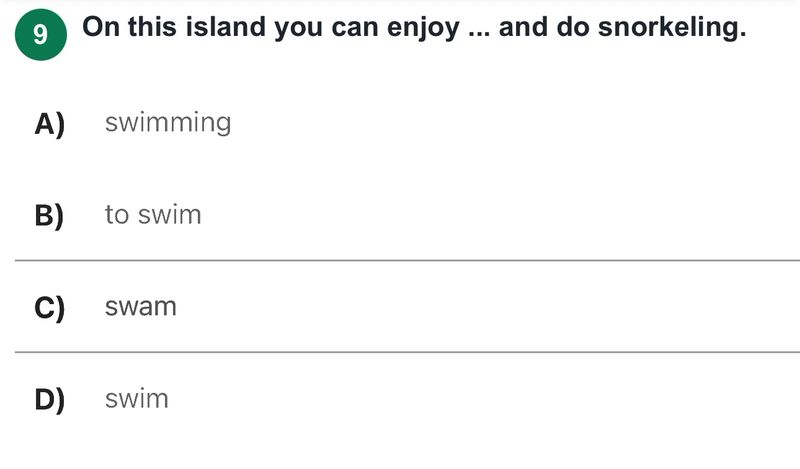 9 On this island you can enjoy ... and do snorkeling.
A) swimming
B) to swim
C) swam
D) swim